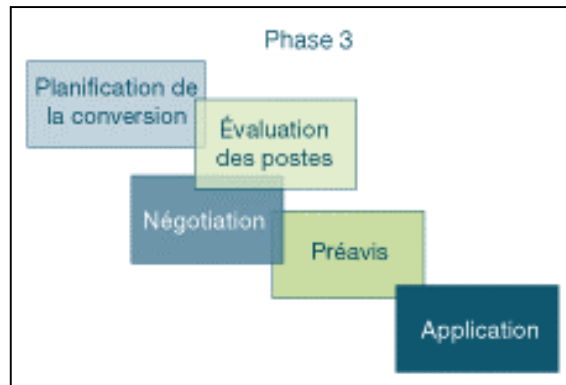 Phase 3
Planification de
la conversion
Évaluation
des postes
Négotiation
Préavis
Application